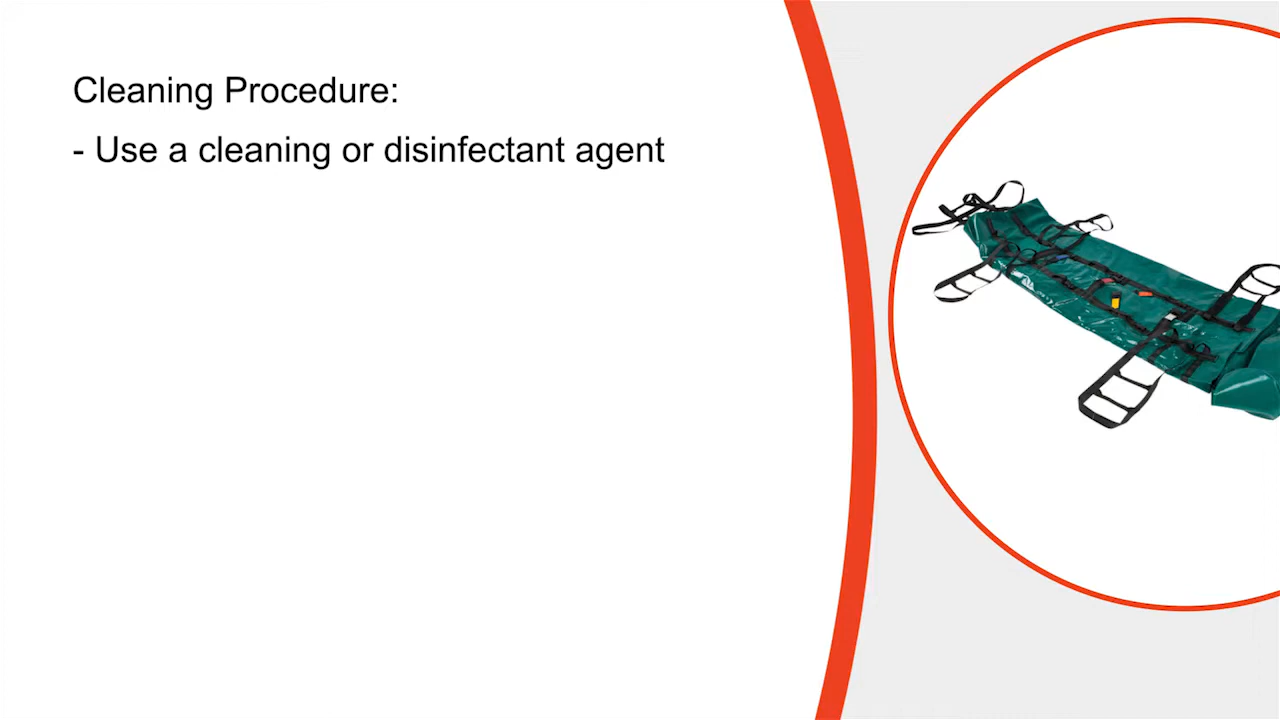 Cleaning Procedure:
- Use a cleaning or disinfectant agent